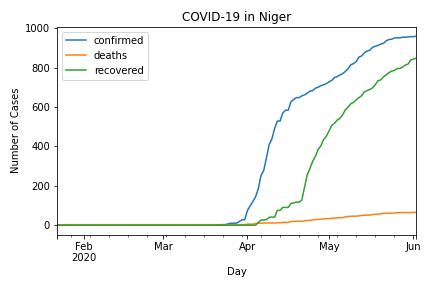 COVID-19 in Niger
confirmed
deaths
recovered
Number of Cases
1000
800
600
400
200
0
Feb
2020
Mar
Apr
May
Jun
Day